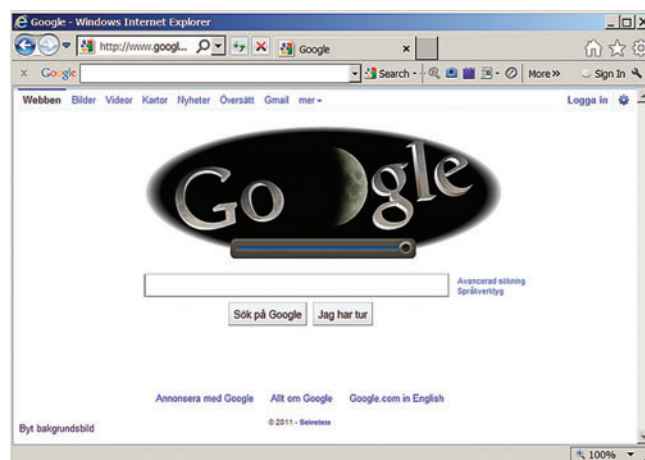 Google - Windows Internet Explorer
http://www.googl... Google
Google Search More » Sign In
Webben Bilder Videor Kartor Nyheter Översätt Gmail mer Logga in
Google
Avancerad sökning
Språkverktyg
Sök på Google Jag har tur
Annonsera med Google Allt om Google Google.com in English
© 2011 - Sekretess
Byt bakgrundsbild
100%